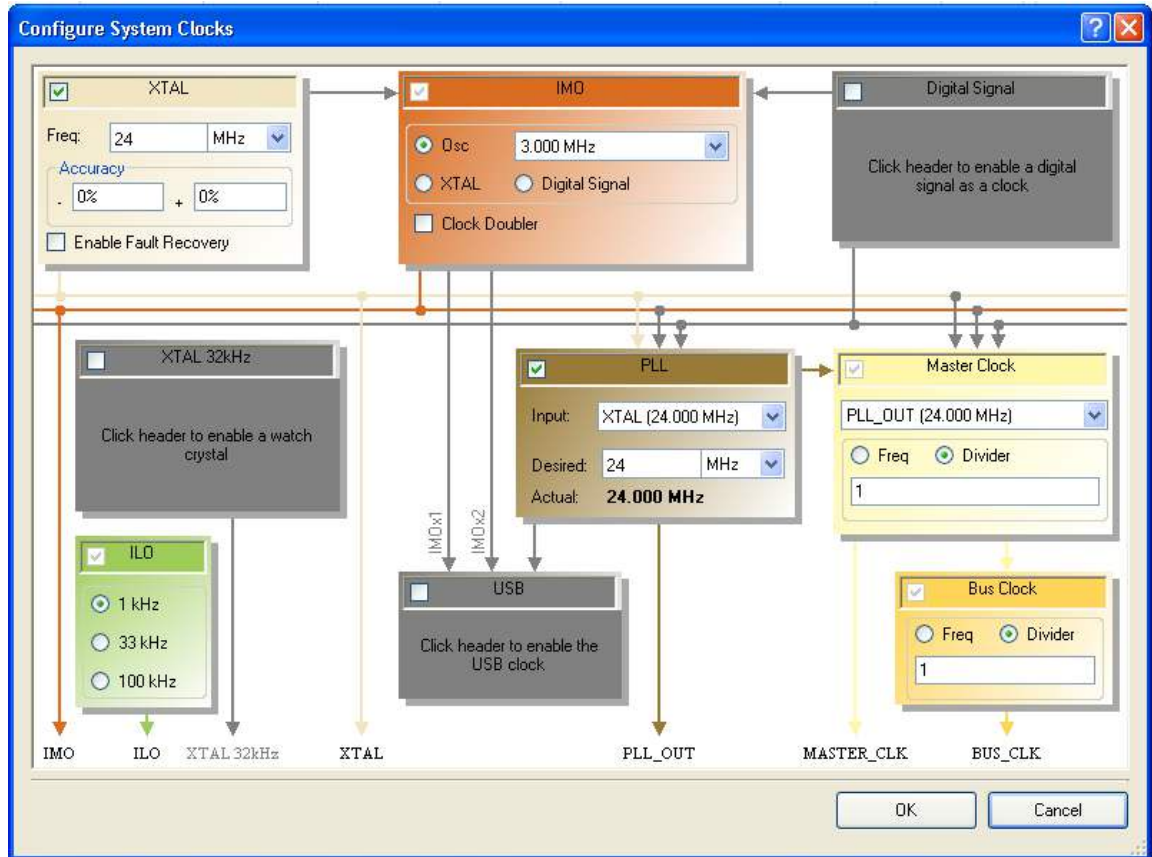 Configure System Clocks
XTAL
Freq: 24 MHz
Accuracy
- 0% + 0%
Enable Fault Recovery
IMO
Osc 3.000 MHz
XTAL Digital Signal
Clock Doubler
Digital Signal
Click header to enable a digital
signal as a clock
XTAL 32kHz
Click header to enable a watch
crystal
PLL
Input: XTAL (24.000 MHz)
Desired: 24 MHz
Actual: 24.000 MHz
Master Clock
PLL_OUT (24.000 MHz)
Freq Divider
1
IMOx1
IMOx2
ILO
1 kHz
33 kHz
100 kHz
USB
Click header to enable the
USB clock
Bus Clock
Freq Divider
1
IMO ILO XTAL 32kHz XTAL PLL_OUT MASTER_CLK BUS_CLK
OK Cancel